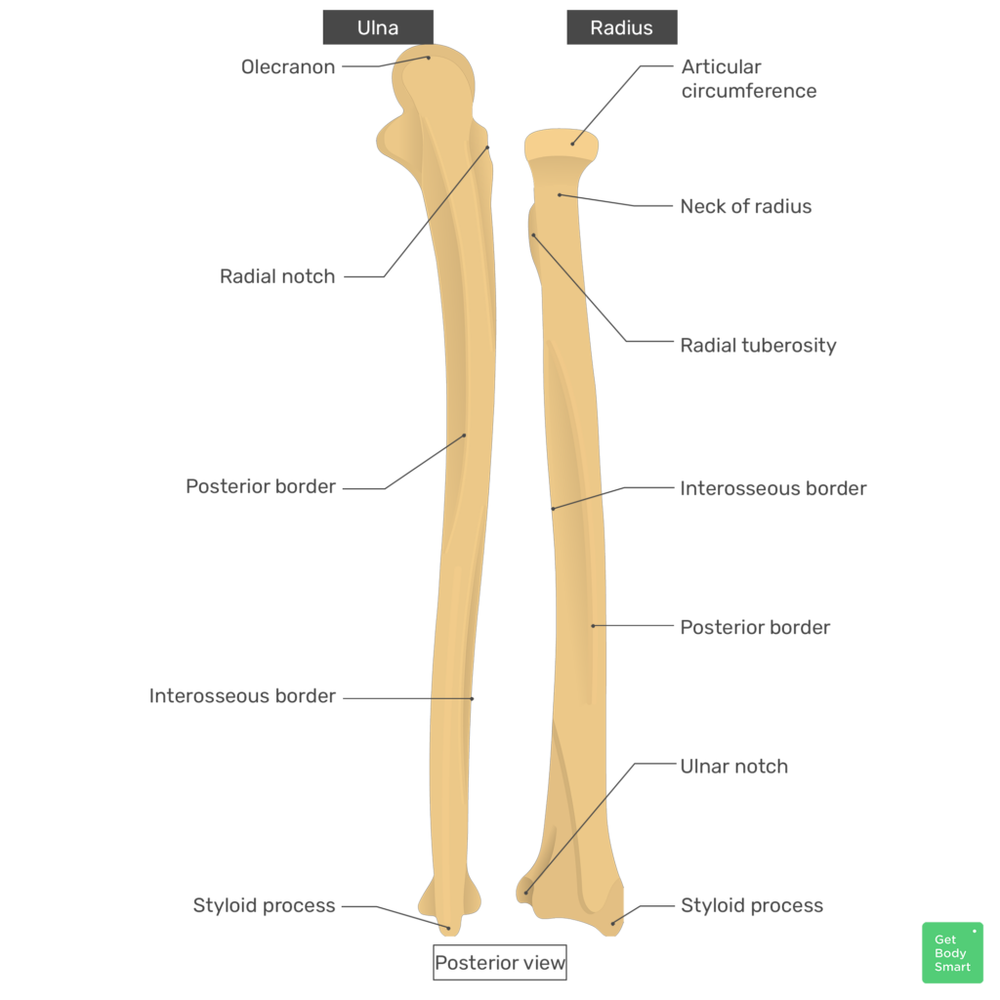 Ulna
Radius
Olecranon
Articular
circumference
Neck of radius
Radial notch
Radial tuberosity
Posterior border
Interosseous border
Posterior border
Interosseous border
Ulnar notch
Styloid process
Styloid process
Posterior view
Get
Body
Smart